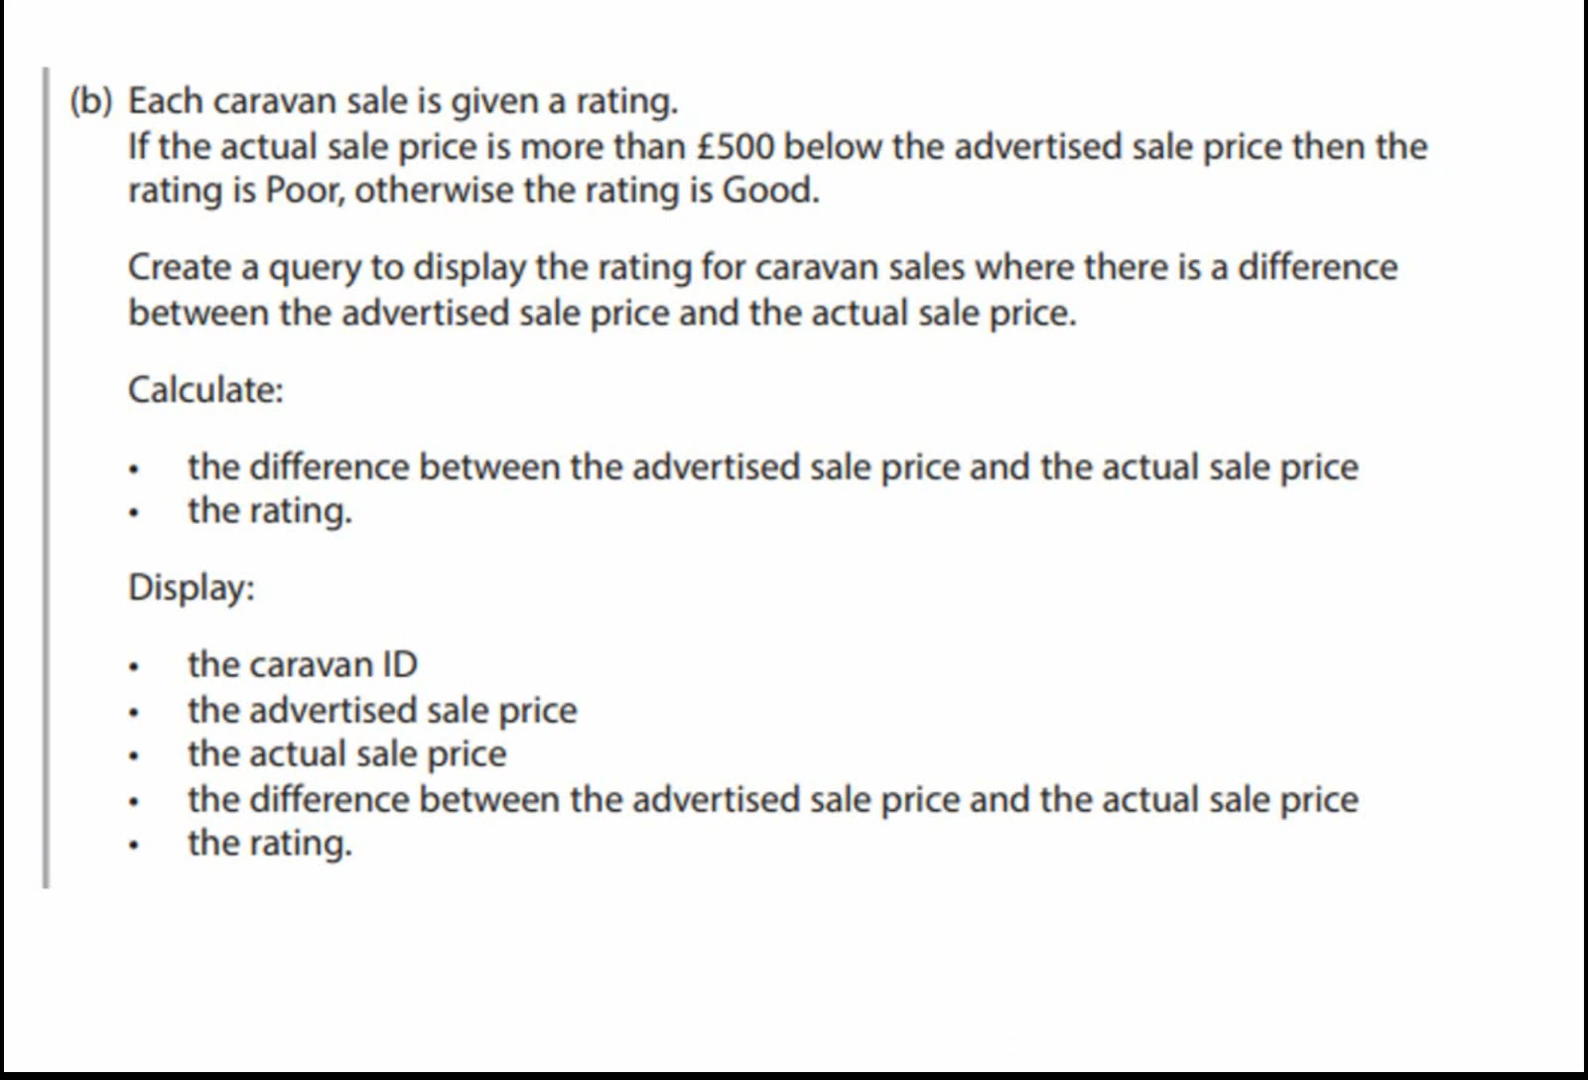 (b) Each caravan sale is given a rating.
If the actual sale price is more than £500 below the advertised sale price then the
rating is Poor, otherwise the rating is Good.
Create a query to display the rating for caravan sales where there is a difference
between the advertised sale price and the actual sale price.
Calculate:
• the difference between the advertised sale price and the actual sale price
• the rating.
Display:
• the caravan ID
• the advertised sale price
• the actual sale price
• the difference between the advertised sale price and the actual sale price
• the rating.